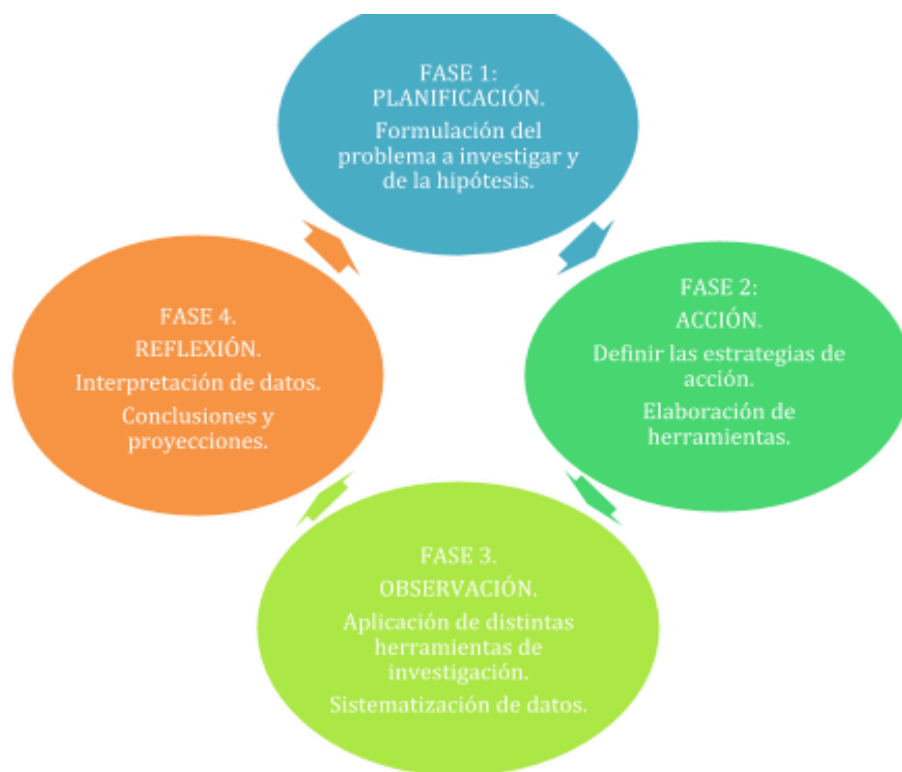 FASE 1:
PLANIFICACIÓN.
Formulación del
problema a investigar y
de la hipótesis.
FASE 2:
ACCIÓN.
Definir las estrategias de
acción.
Elaboración de
herramientas.
FASE 3.
OBSERVACIÓN.
Aplicación de distintas
herramientas de
investigación.
Sistematización de datos.
FASE 4.
REFLEXIÓN.
Interpretación de datos.
Conclusiones y
proyecciones.